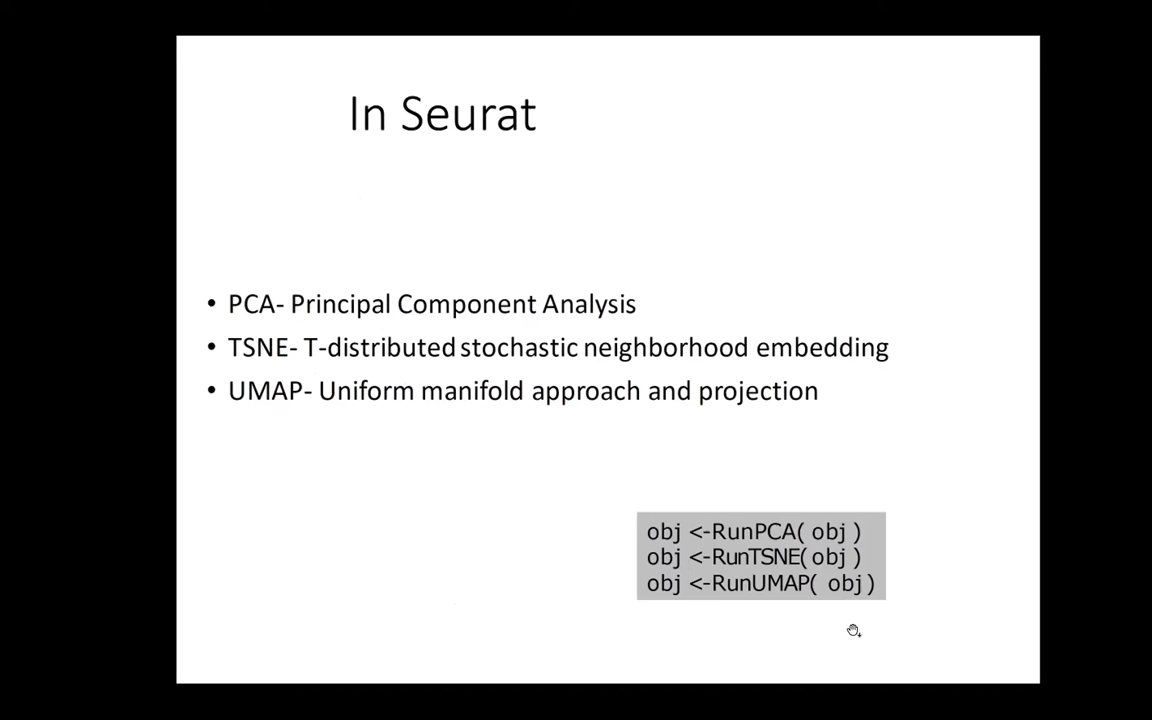 In Seurat
• PCA- Principal Component Analysis
• TSNE- T-distributed stochastic neighborhood embedding
• UMAP- Uniform manifold approach and projection
obj <-RunPCA( obj )
obj <-RunTSNE( obj )
obj <-RunUMAP( obj)